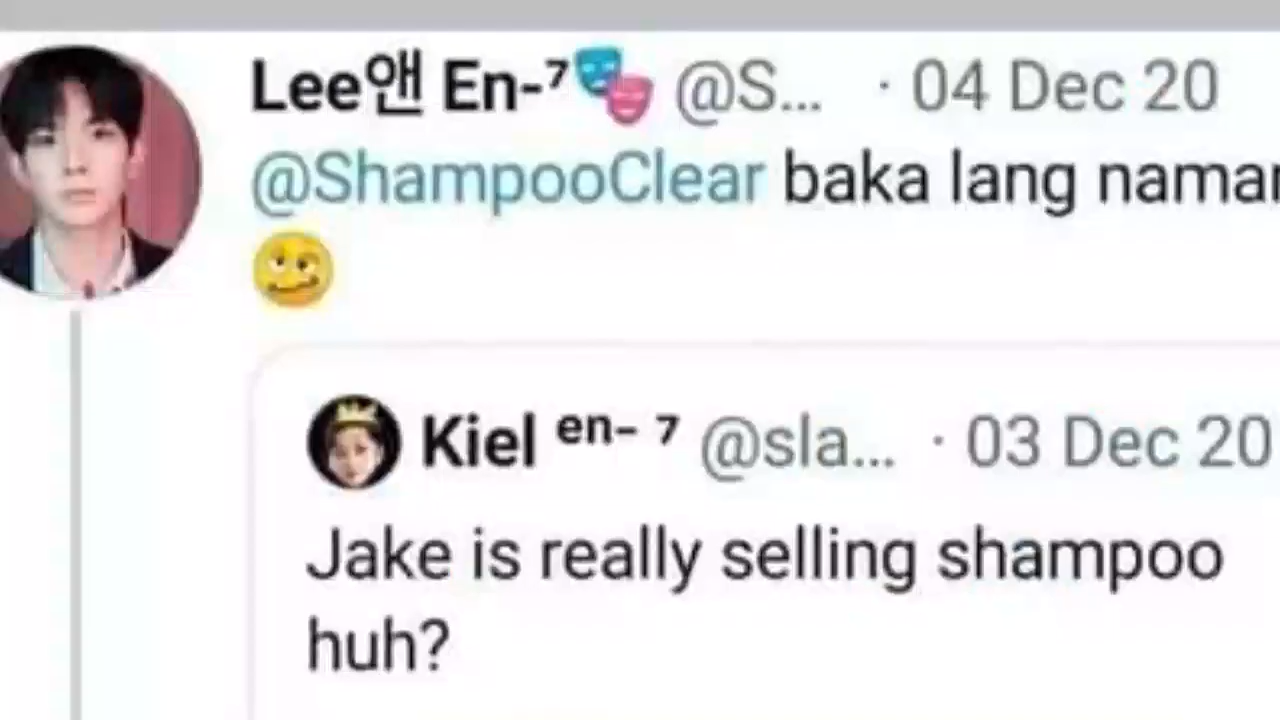 Lee앤 En-⁷🎭 @S... · 04 Dec 20
@ShampooClear baka lang
🥴
Kiel ᵉⁿ⁻ ⁷ @sla... · 03 Dec 20
Jake is really selling shampoo
huh?